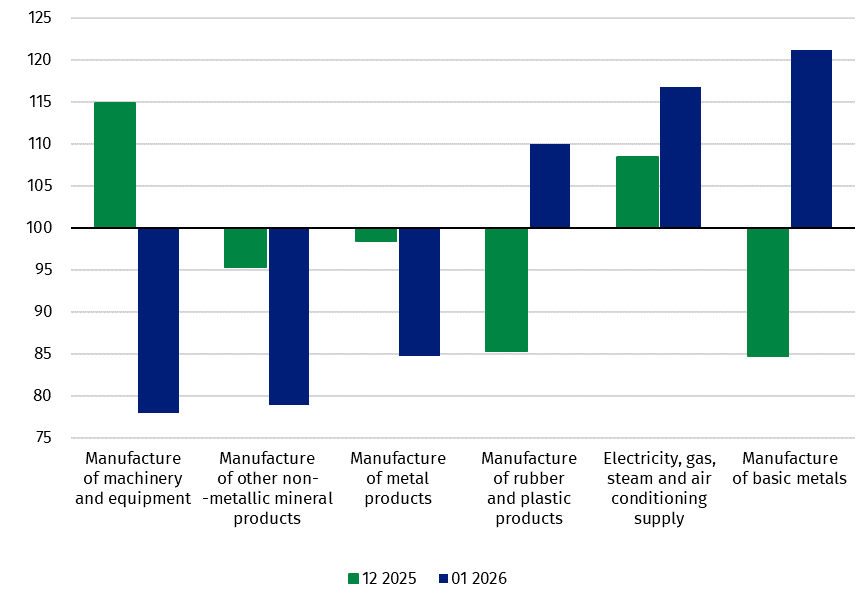 125
120
115
110
105
100
95
90
85
80
75
Manufacture
of machinery
and equipment
Manufacture
of other non-
-metallic mineral
products
Manufacture
of metal
products
Manufacture
of rubber
and plastic
products
Electricity, gas,
steam and air
conditioning
supply
Manufacture
of basic metals
12 2025
01 2026